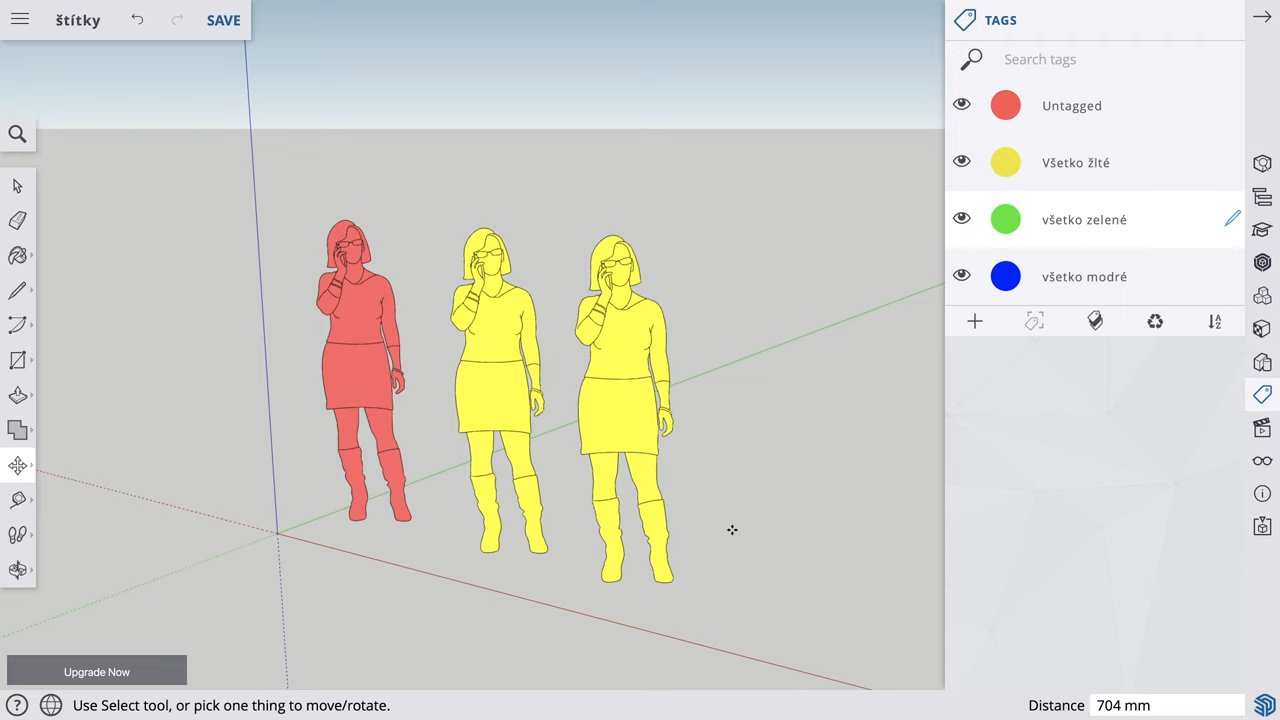 štítky
SAVE
TAGS
Search tags
Untagged
Všetko žlté
všetko zelené
všetko modré
Upgrade Now
Use Select tool, or pick one thing to move/rotate.
Distance
704 mm